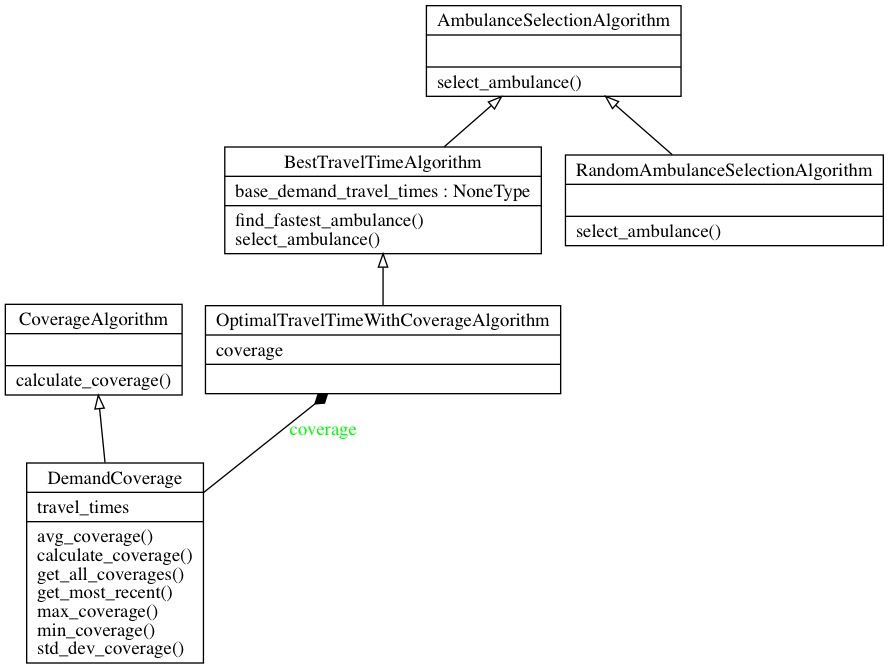 AmbulanceSelectionAlgorithm
select_ambulance()
BestTravelTimeAlgorithm
base_demand_travel_times : NoneType
find_fastest_ambulance()
select_ambulance()
RandomAmbulanceSelectionAlgorithm
select_ambulance()
CoverageAlgorithm
calculate_coverage()
OptimalTravelTimeWithCoverageAlgorithm
coverage
coverage
DemandCoverage
travel_times
avg_coverage()
calculate_coverage()
get_all_coverages()
get_most_recent()
max_coverage()
min_coverage()
std_dev_coverage()